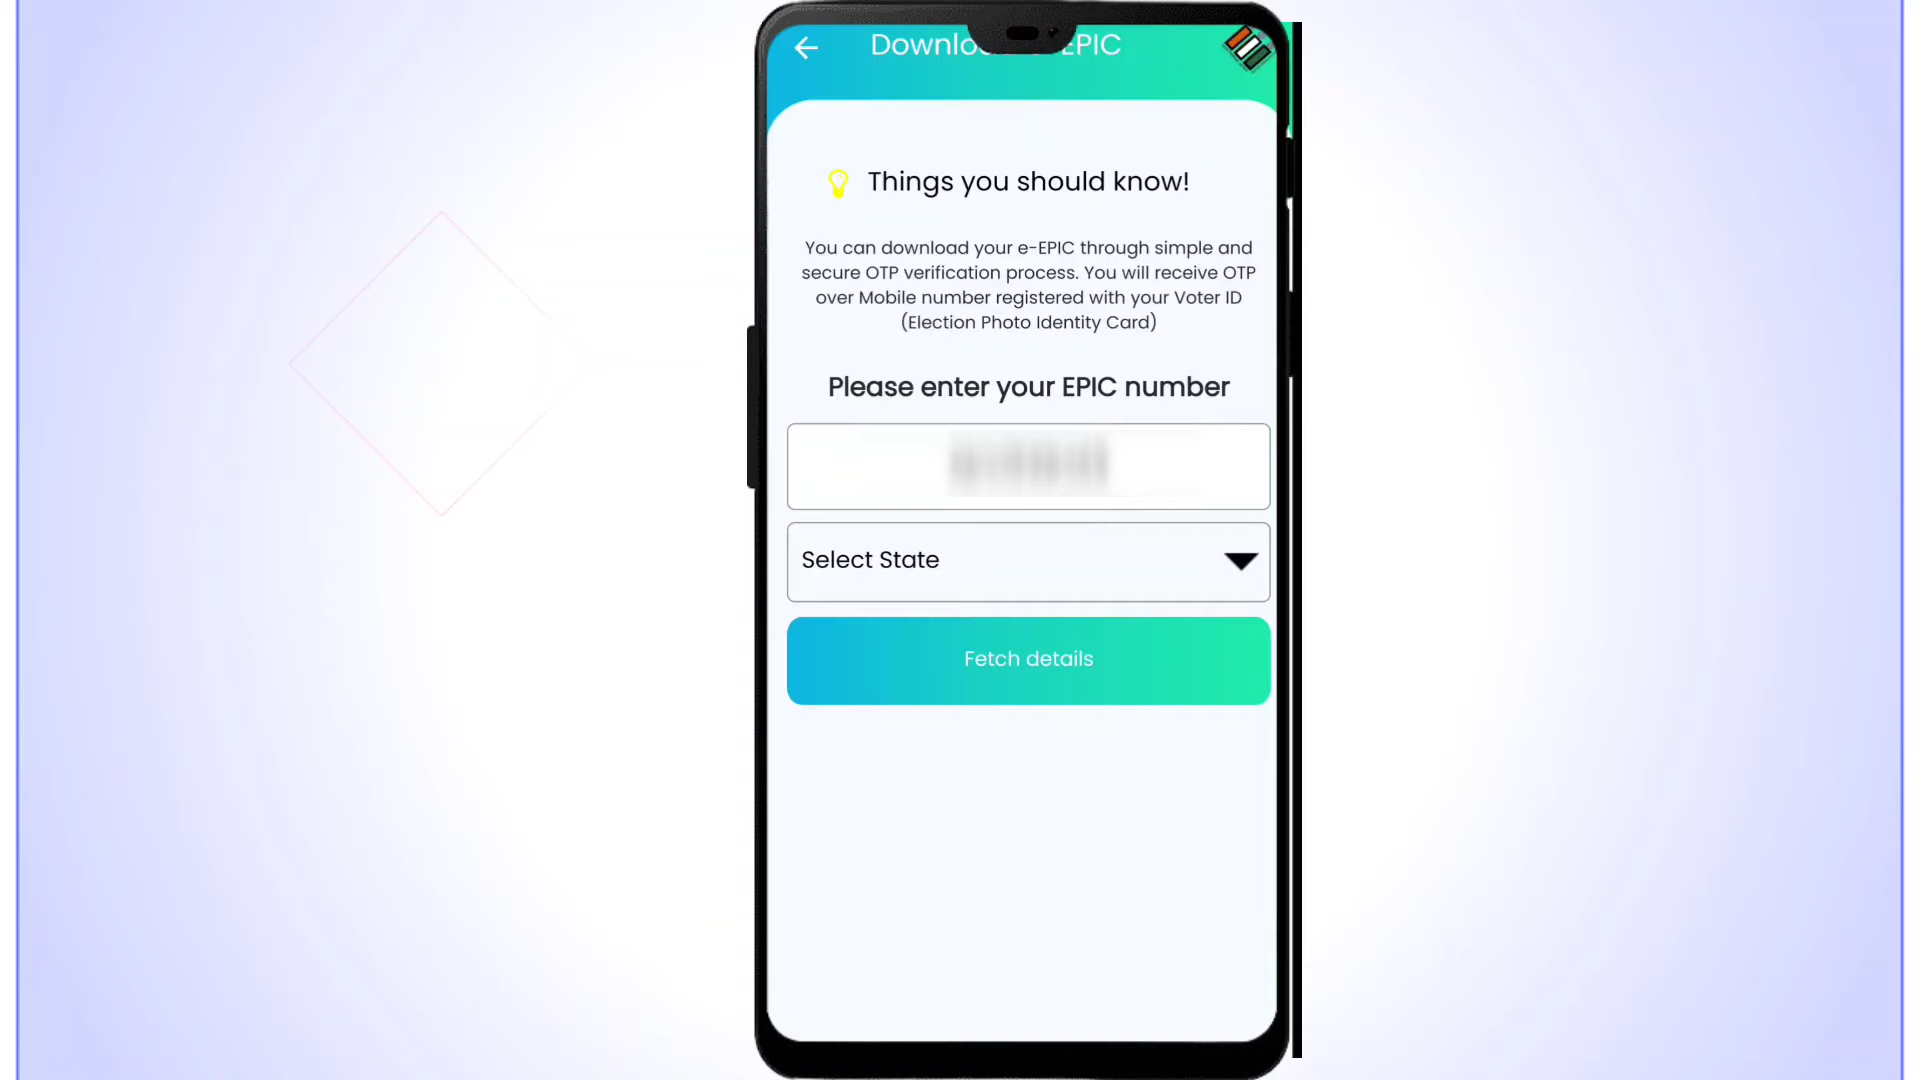 Downlo EPIC
Things you should know!
You can download your e-EPIC through simple and
secure OTP verification process. You will receive OTP
over Mobile number registered with your Voter ID
(Election Photo Identity Card)
Please enter your EPIC number
Select State
Fetch details